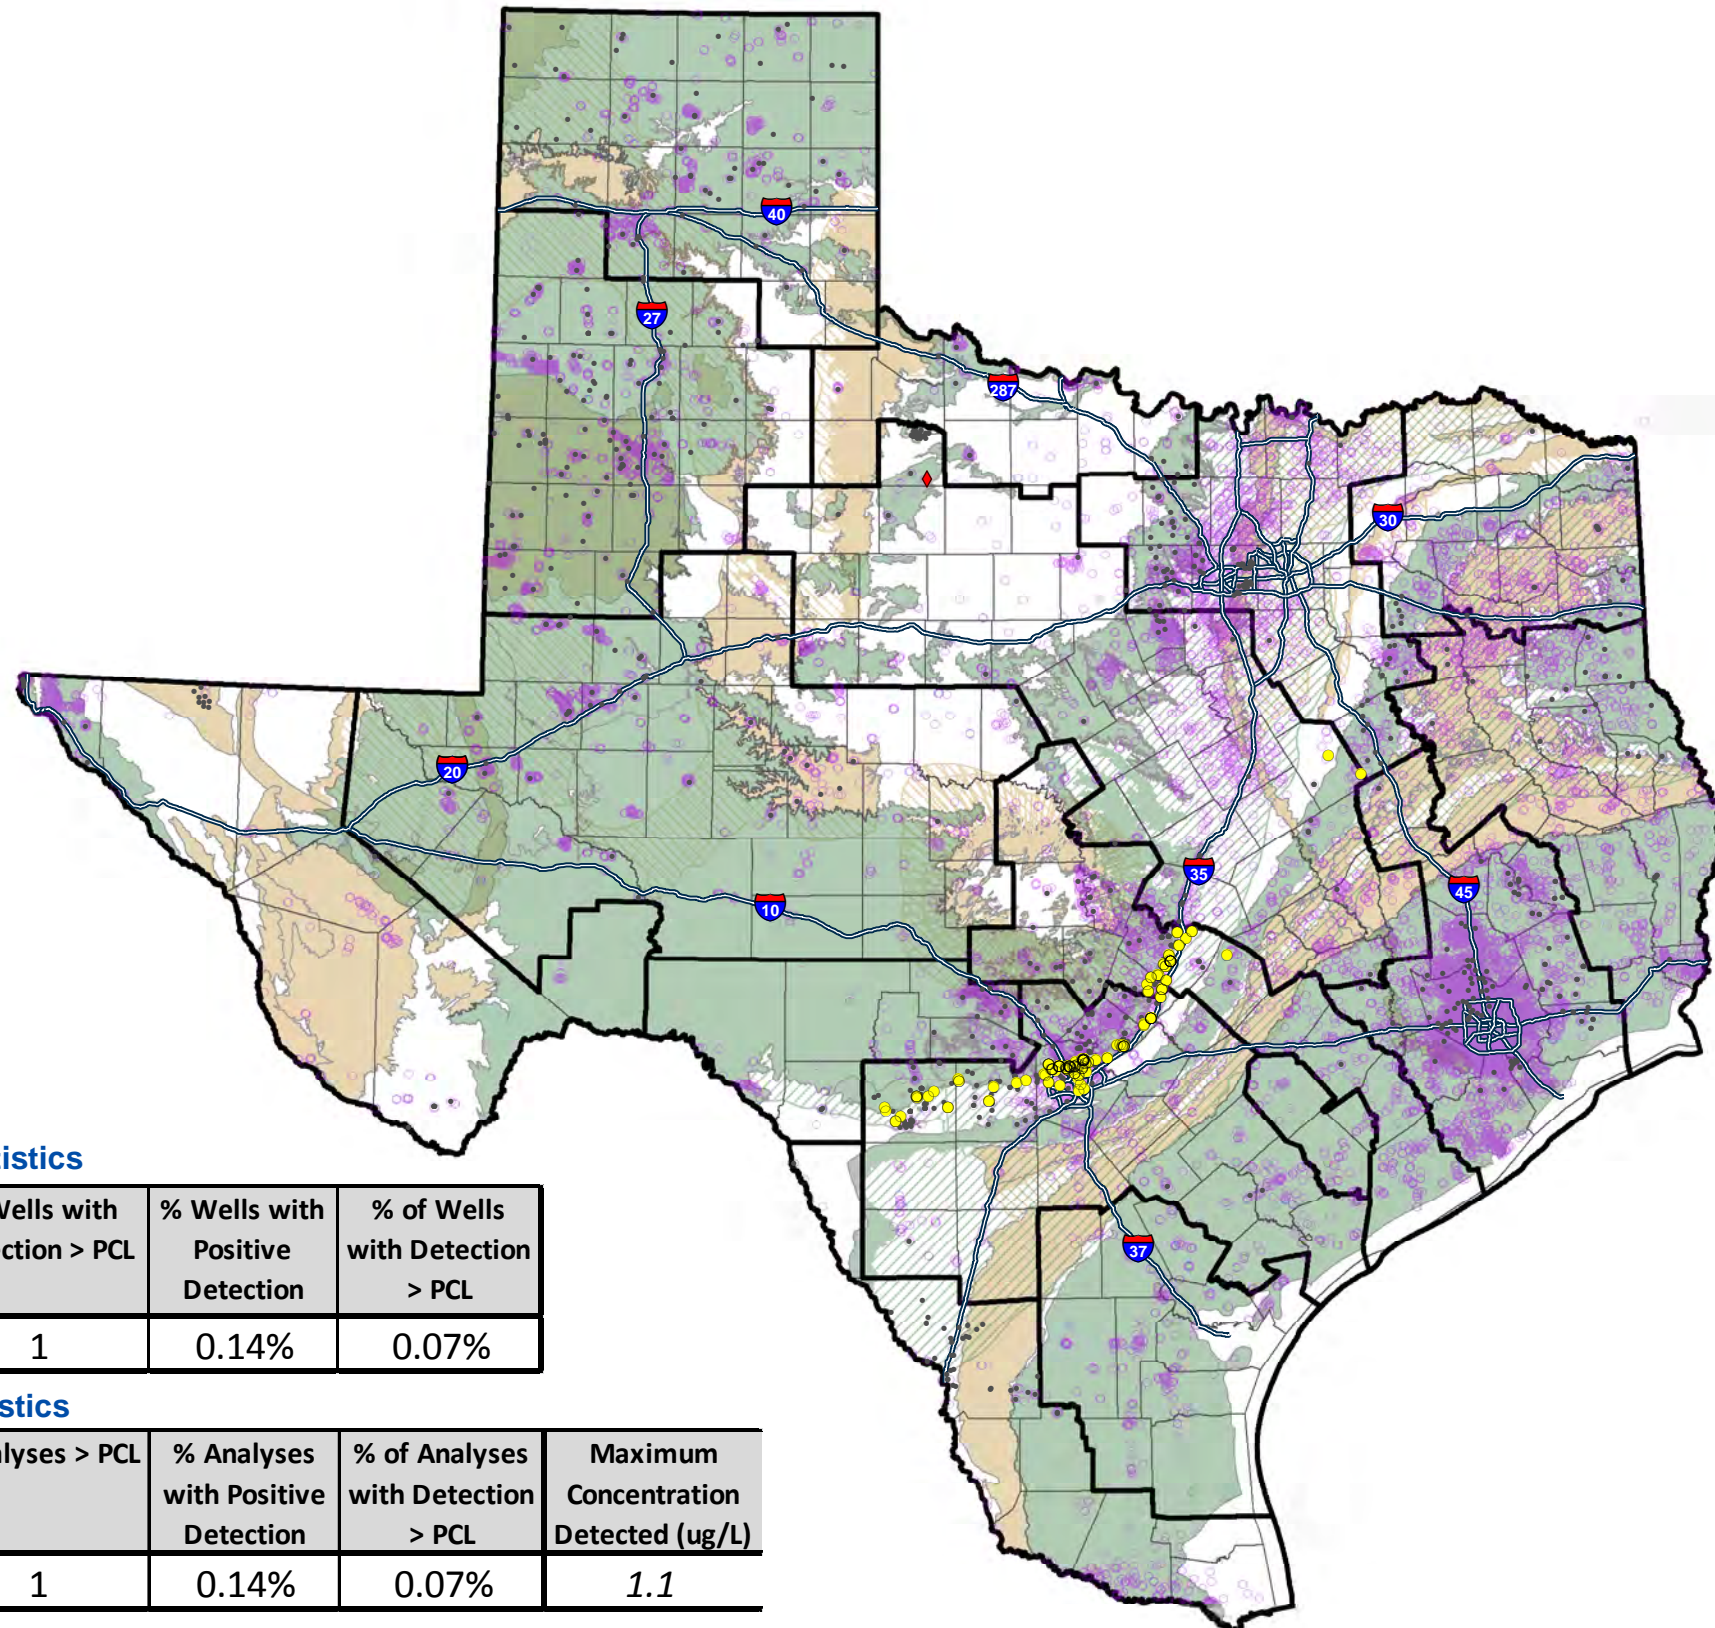 40
27
287
30
20
35
45
10
37
tistics
Wells with
ction > PCL
% Wells with
Positive
Detection
% of Wells
with Detection
> PCL
1
0.14%
0.07%
stics
lyses > PCL
% Analyses
with Positive
Detection
% of Analyses
with Detection
> PCL
Maximum
Concentration
Detected (ug/L)
1
0.14%
0.07%
1.1